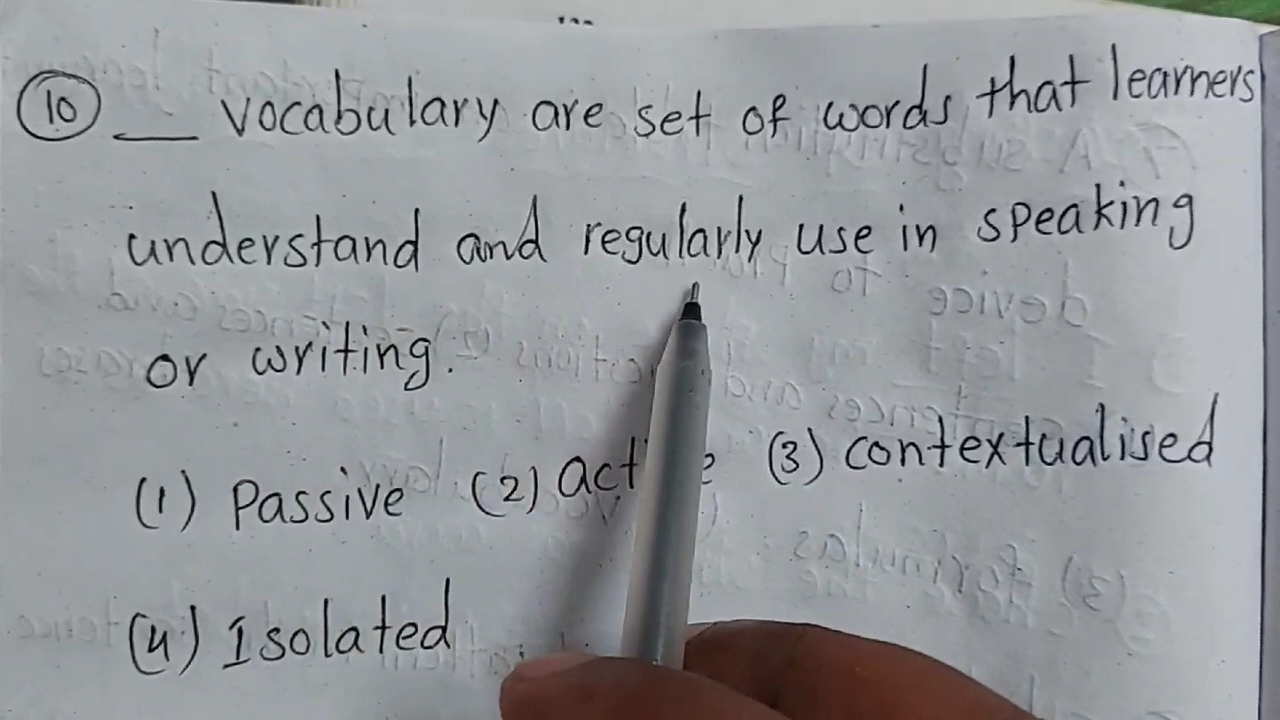 10 __ vocabulary are set of words that learners
understand and regularly use in speaking
or writing.
(1) Passive (2) active (3) contextualised
(4) Isolated